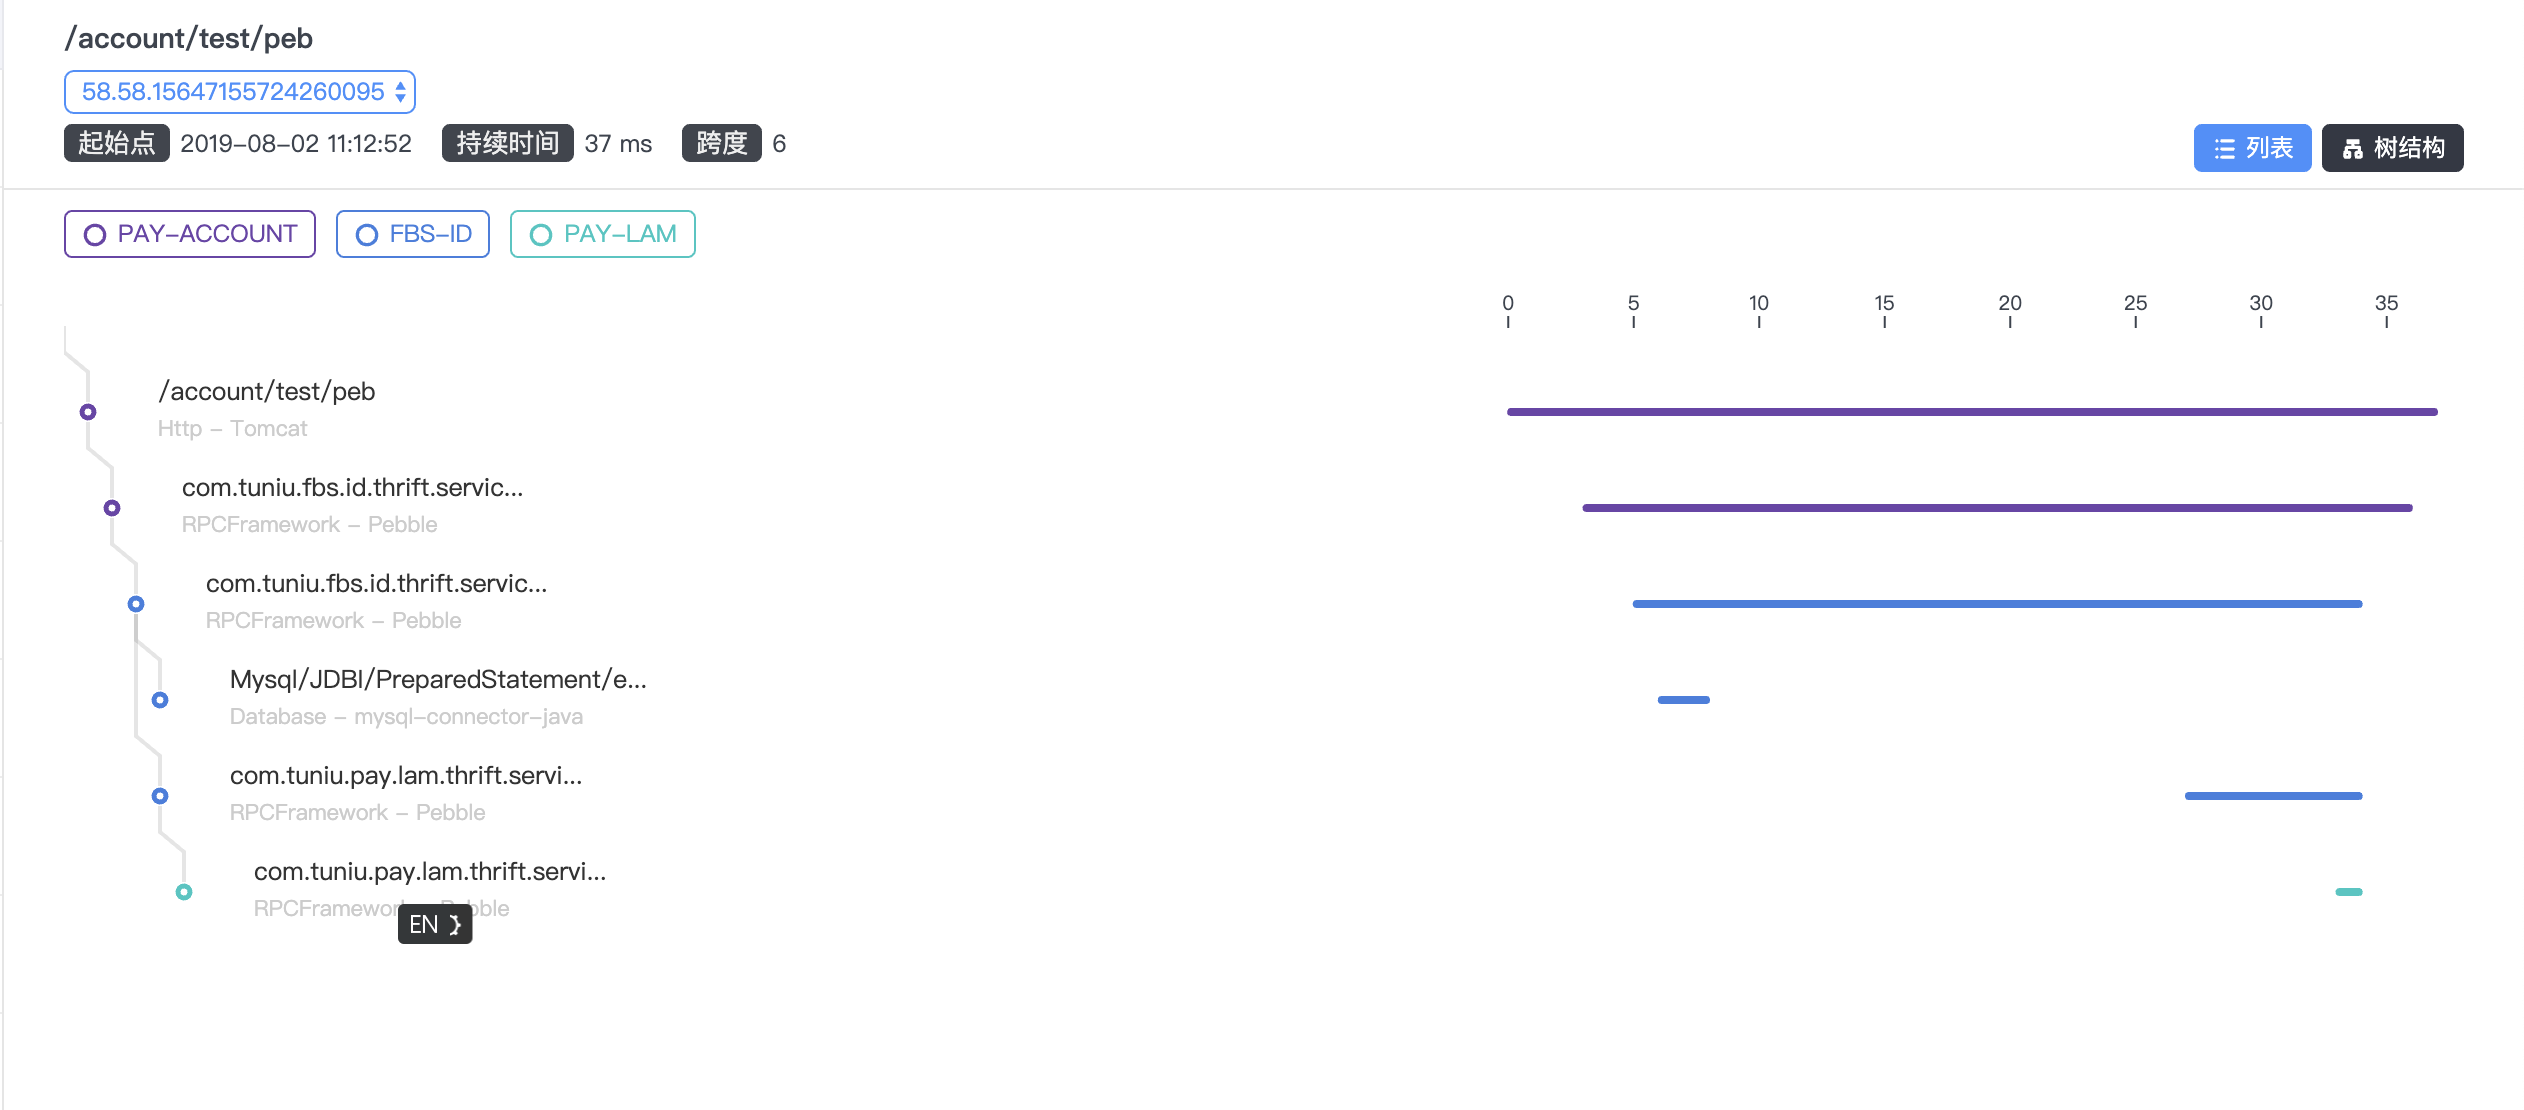 /account/test/peb
58.58.15647155724260095
起始点 2019-08-02 11:12:52 持续时间 37 ms 跨度 6
列表 树结构
PAY-ACCOUNT FBS-ID PAY-LAM
0 5 10 15 20 25 30 35
/account/test/peb
Http - Tomcat
com.tuniu.fbs.id.thrift.servic...
RPCFramework - Pebble
com.tuniu.fbs.id.thrift.servic...
RPCFramework - Pebble
Mysql/JDBI/PreparedStatement/e...
Database - mysql-connector-java
com.tuniu.pay.lam.thrift.servi...
RPCFramework - Pebble
com.tuniu.pay.lam.thrift.servi...
EN